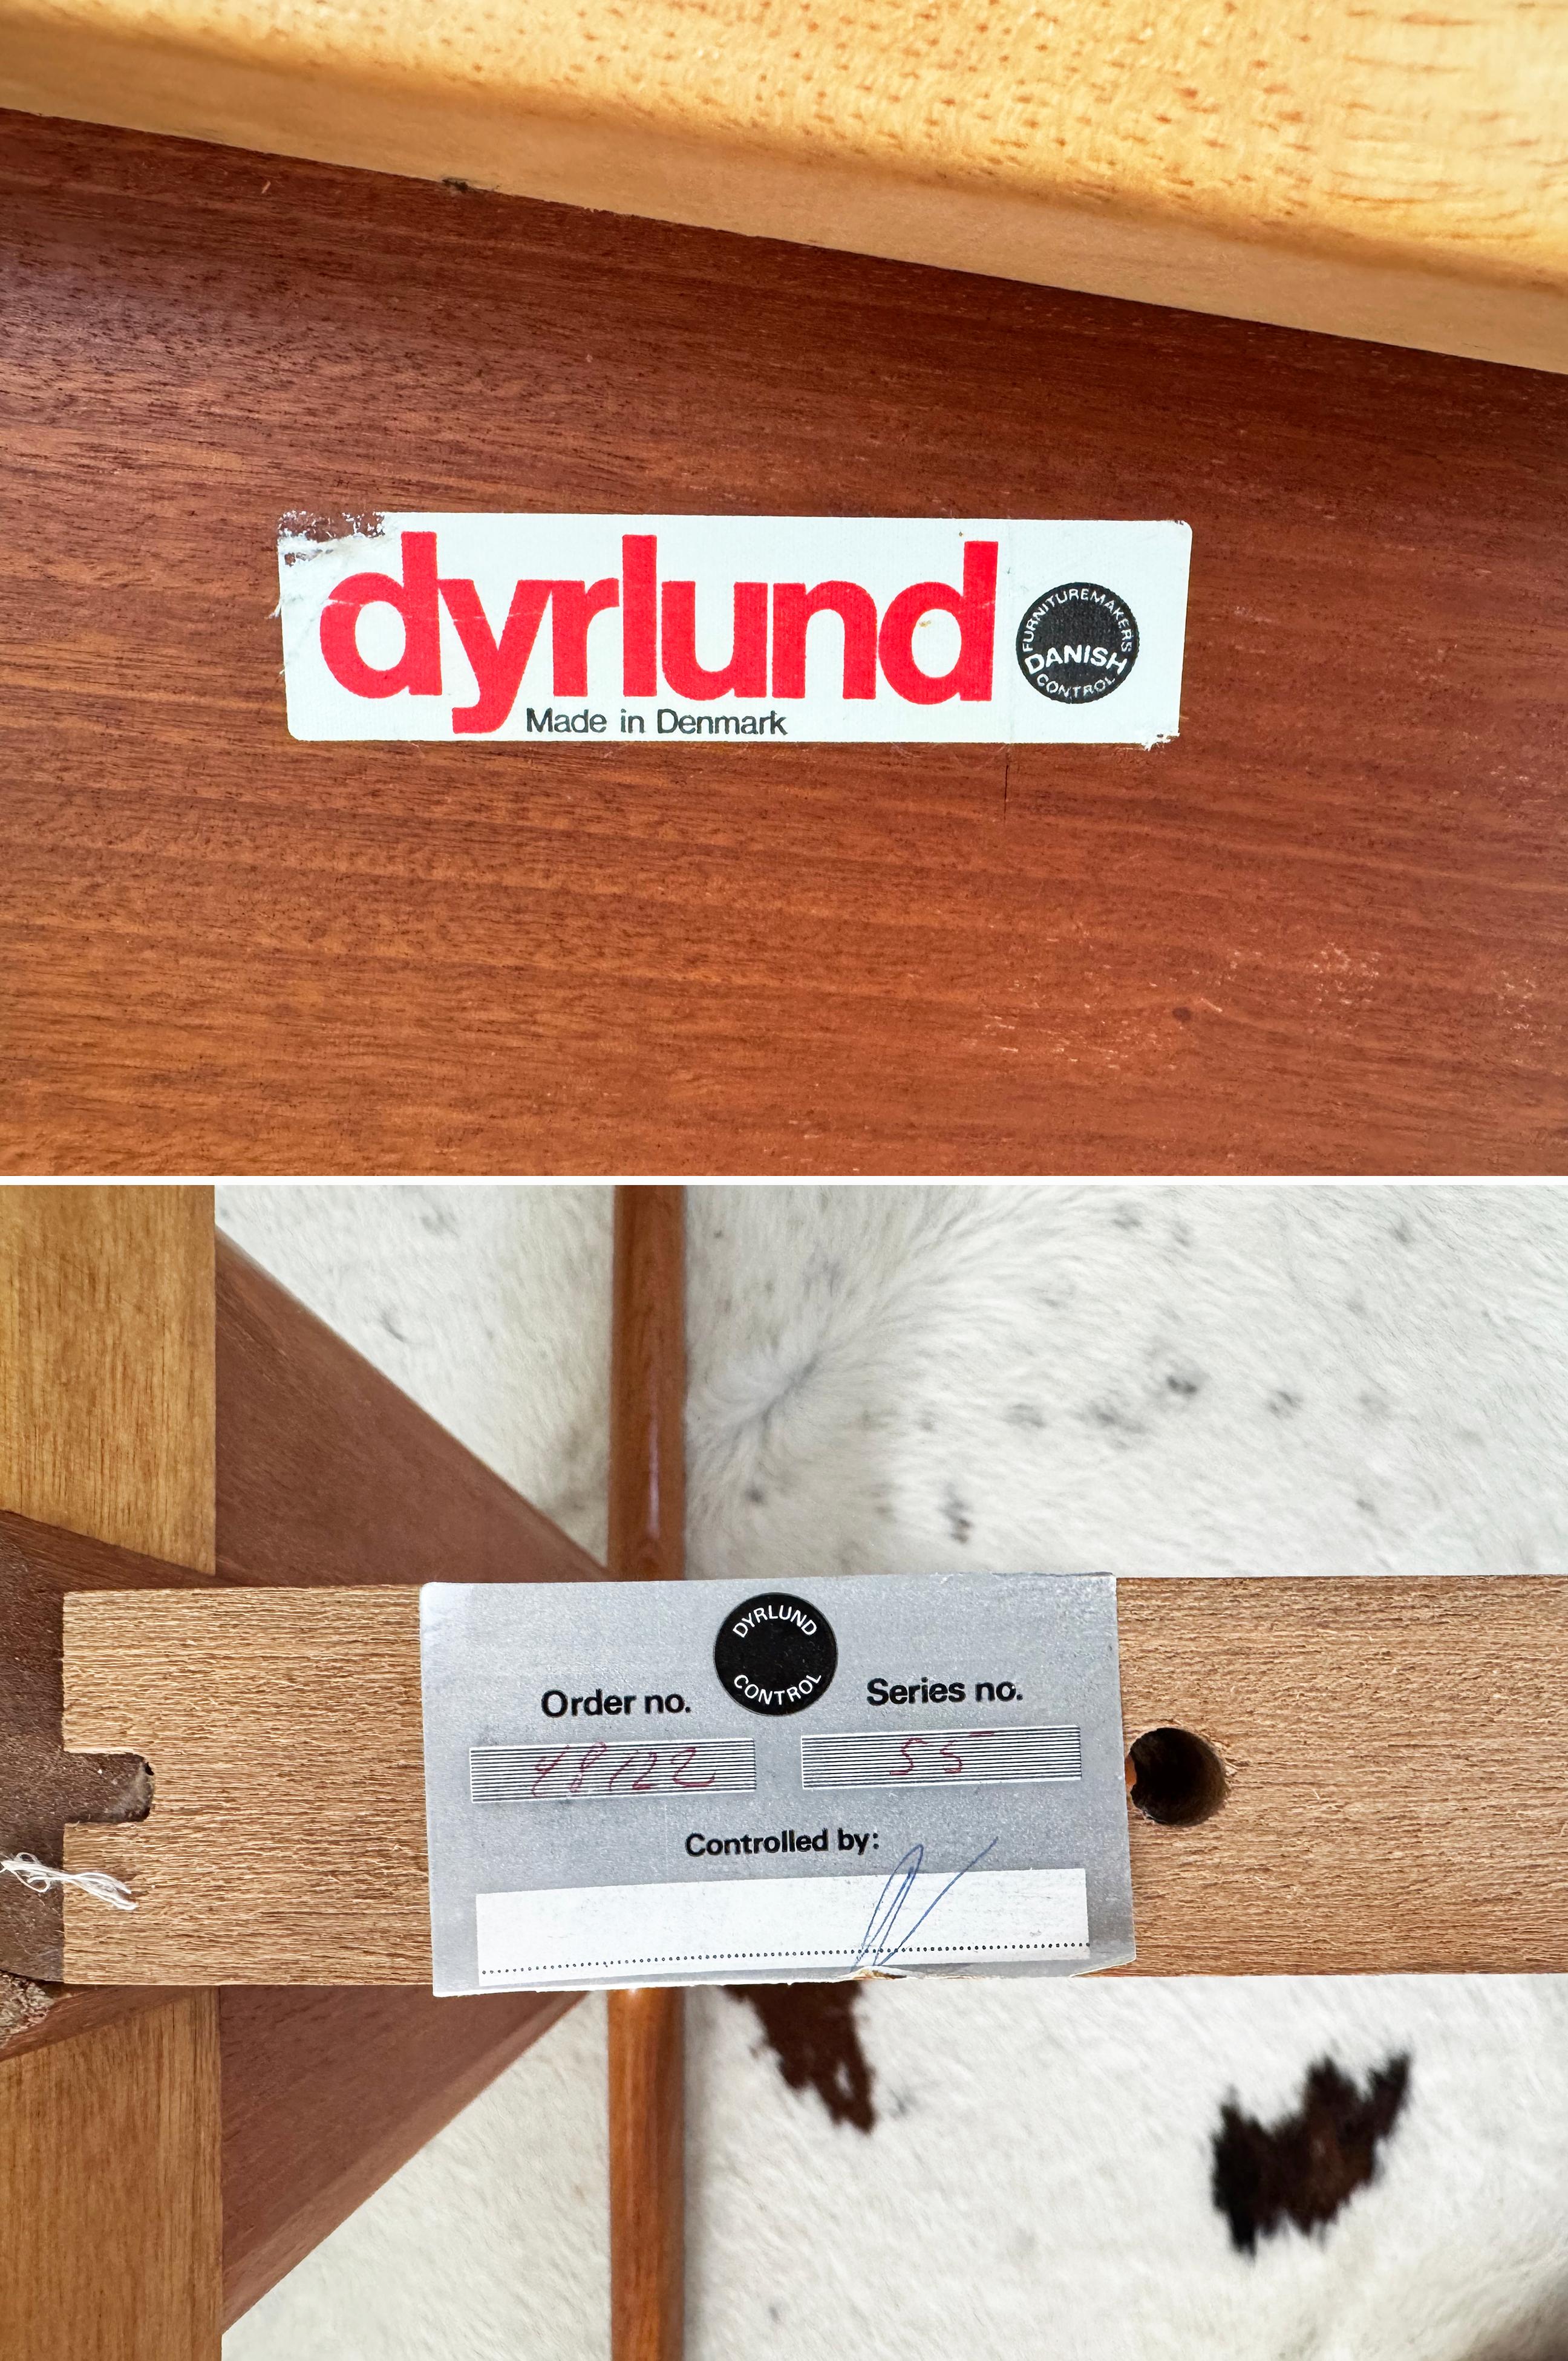 dyrlund
Made in Denmark
FURNITUREMAKERS
DANISH
CONTROL
DYRLUND
CONTROL
Order no.
Series no.
48122
55
Controlled by: